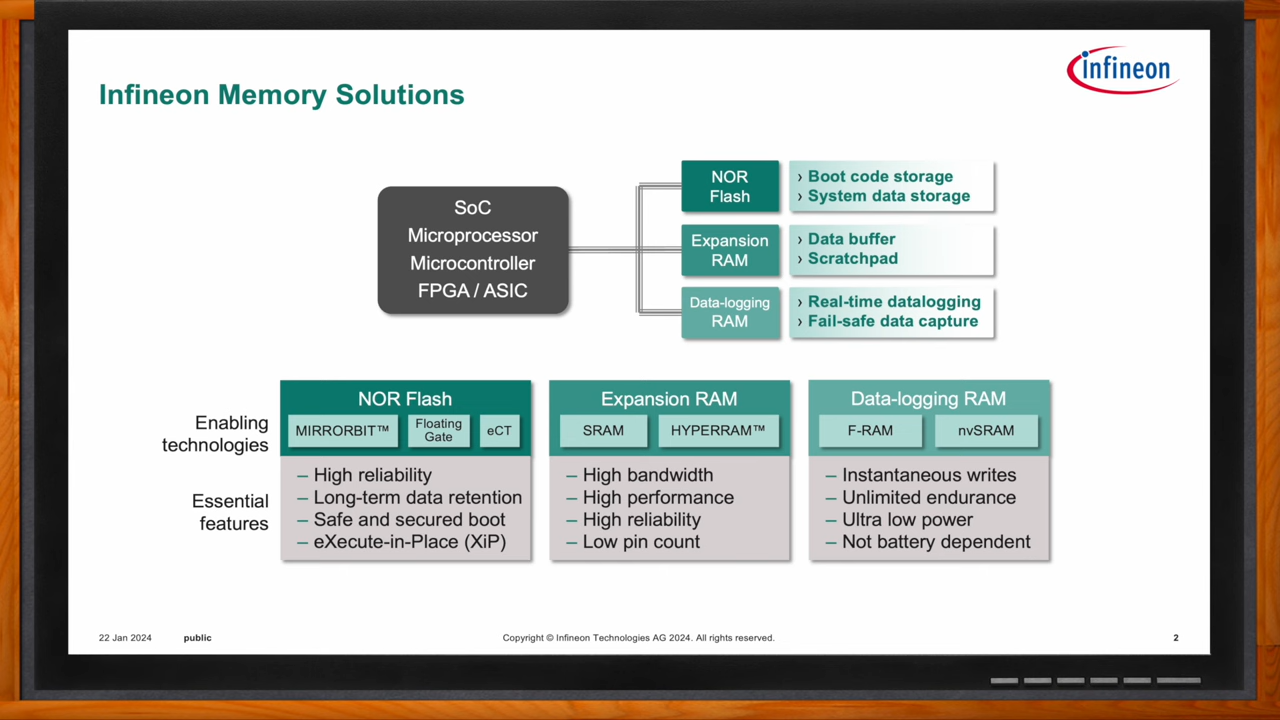 Infineon Memory Solutions
infineon
SoC
Microprocessor
Microcontroller
FPGA / ASIC
NOR
Flash
› Boot code storage
› System data storage
Expansion
RAM
› Data buffer
› Scratchpad
Data-logging
RAM
› Real-time datalogging
› Fail-safe data capture
Enabling
technologies
Essential
features
NOR Flash
MIRRORBIT™
Floating
Gate
eCT
– High reliability
– Long-term data retention
– Safe and secured boot
– eXecute-in-Place (XiP)
Expansion RAM
SRAM
HYPERRAM™
– High bandwidth
– High performance
– High reliability
– Low pin count
Data-logging RAM
F-RAM
nvSRAM
– Instantaneous writes
– Unlimited endurance
– Ultra low power
– Not battery dependent
22 Jan 2024
public
Copyright © Infineon Technologies AG 2024. All rights reserved.
2